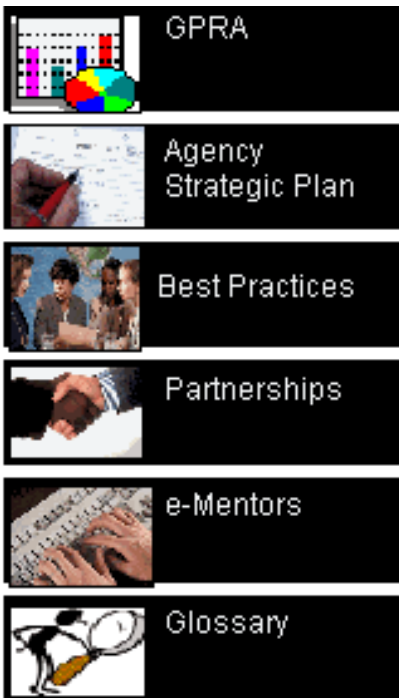 GPRA
Agency
Strategic Plan
Best Practices
Partnerships
e-Mentors
Glossary